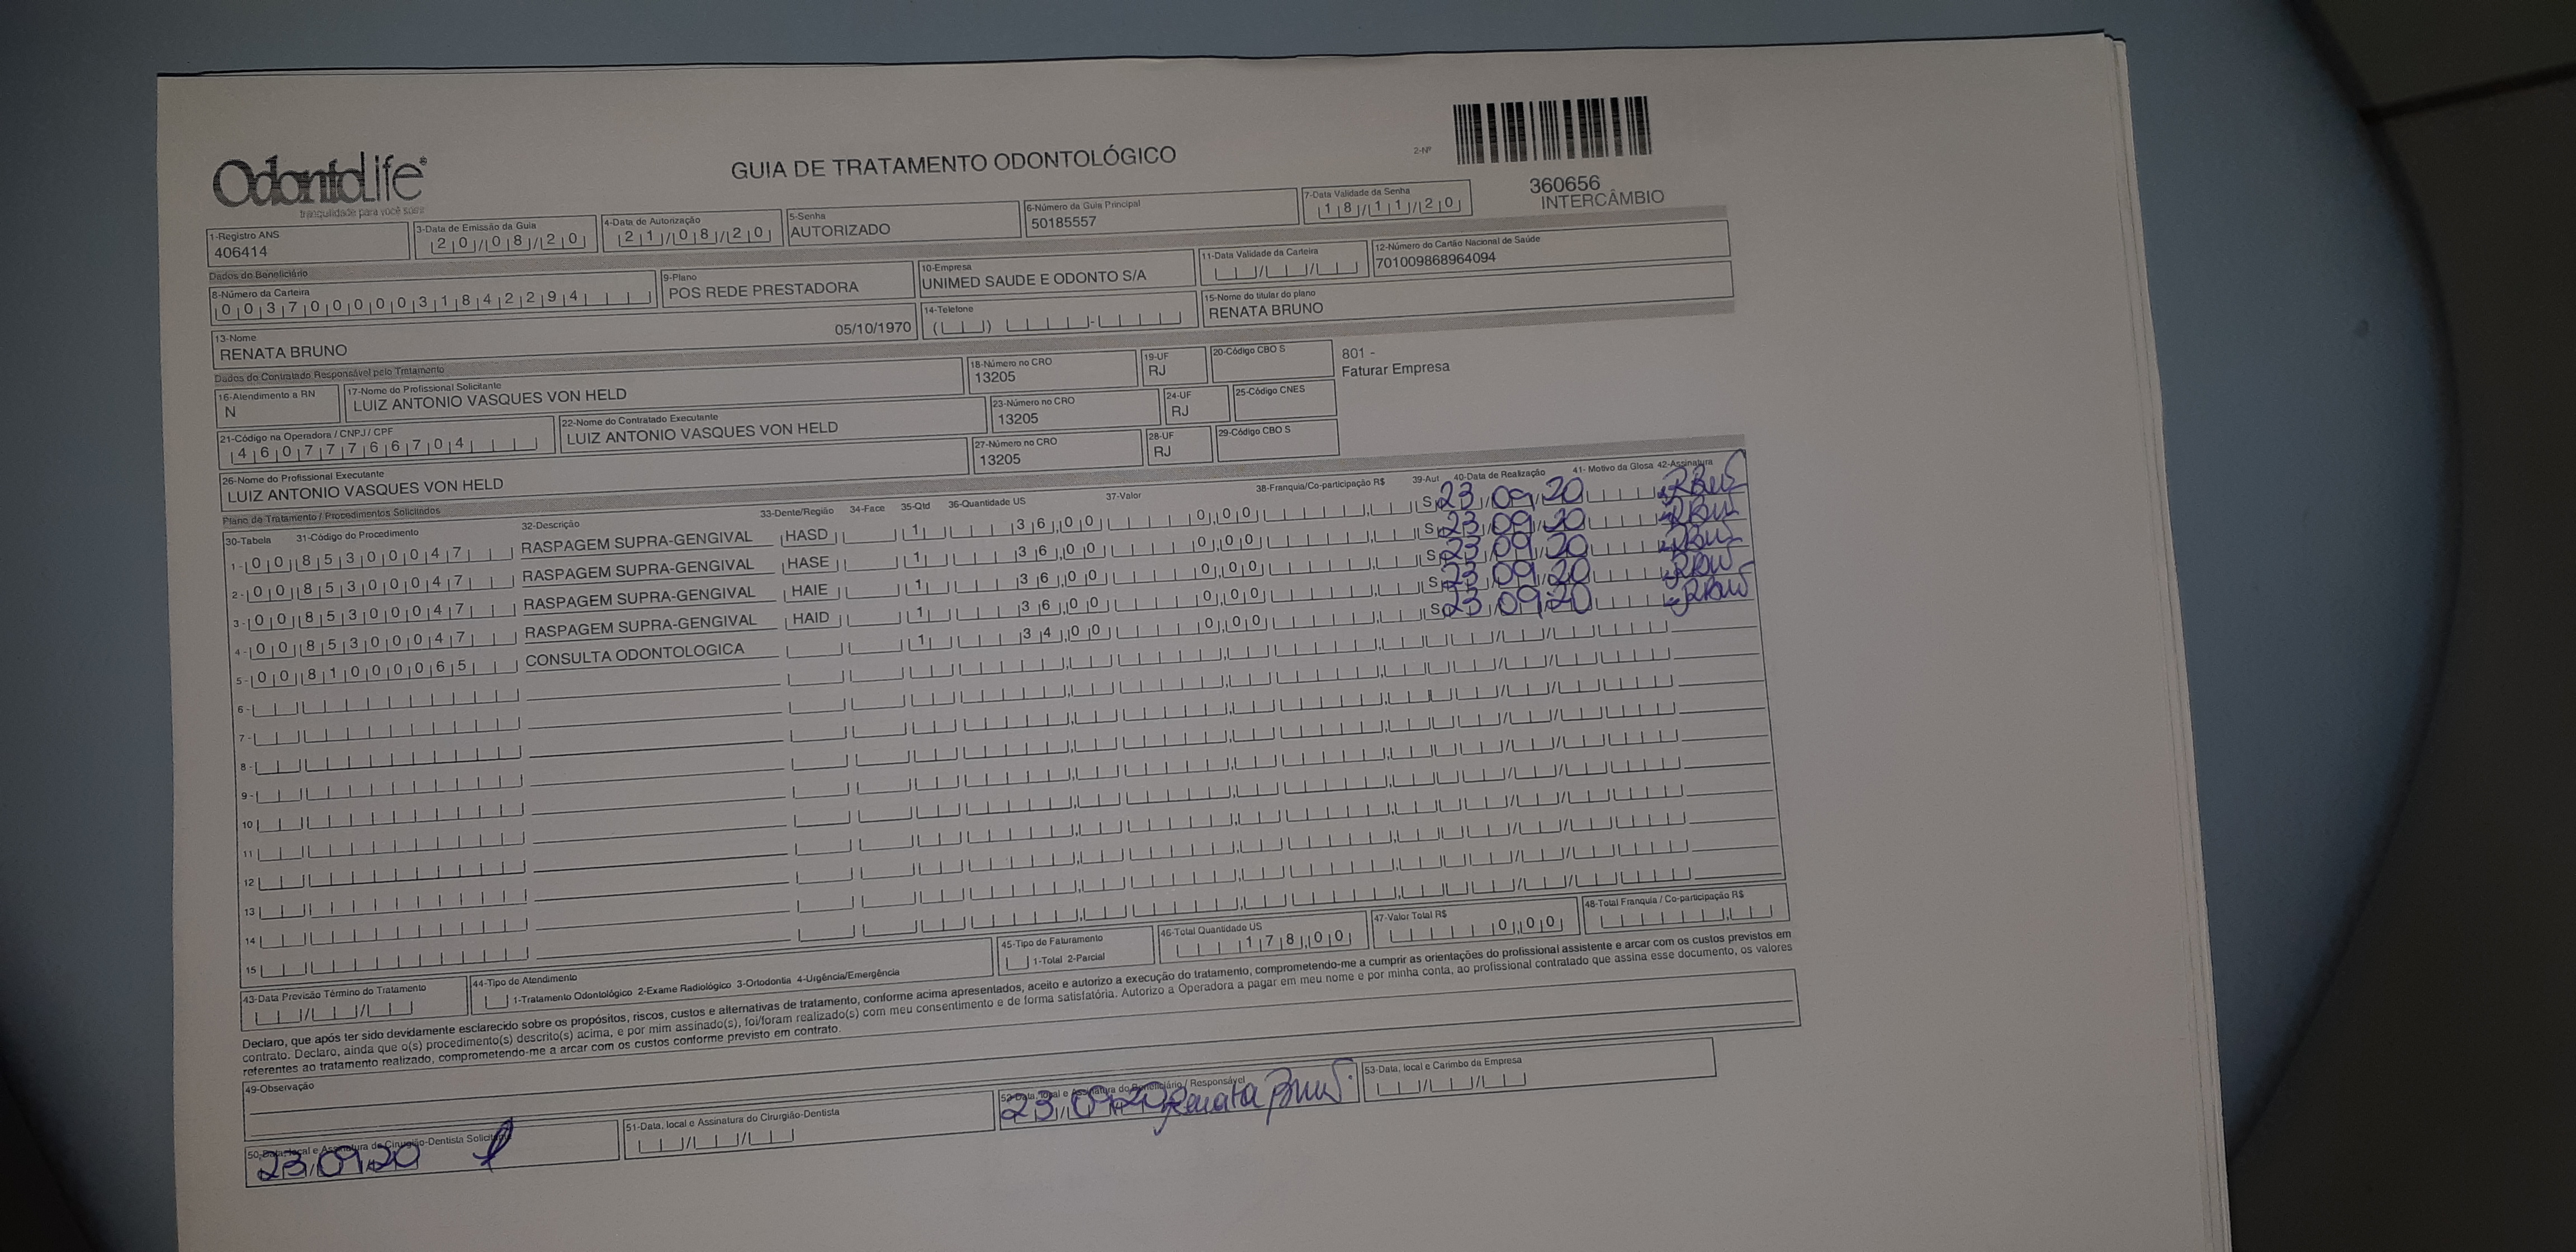 OdontoLife®
tranquilidade para você sorrir
GUIA DE TRATAMENTO ODONTOLÓGICO
2-Nº
360656
INTERCÂMBIO
1-Registro ANS
406414
3-Data de Emissão da Guia
20/08/20
4-Data de Autorização
21/08/20
5-Senha
AUTORIZADO
6-Número da Guia Principal
50185557
7-Data Validade da Senha
18/11/20
Dados do Beneficiário
8-Número da Carteira
00370000031842294
9-Plano
POS REDE PRESTADORA
10-Empresa
UNIMED SAUDE E ODONTO S/A
11-Data Validade da Carteira
12-Número do Cartão Nacional de Saúde
701009868964094
13-Nome
RENATA BRUNO
05/10/1970
14-Telefone
15-Nome do titular do plano
RENATA BRUNO
Dados do Contratado Responsável pelo Tratamento
16-Atendimento a RN
N
17-Nome do Profissional Solicitante
LUIZ ANTONIO VASQUES VON HELD
18-Número no CRO
13205
19-UF
RJ
20-Código CBO S
801 -
Faturar Empresa
21-Código na Operadora / CNPJ / CPF
46077766704
22-Nome do Contratado Executante
LUIZ ANTONIO VASQUES VON HELD
23-Número no CRO
13205
24-UF
RJ
25-Código CNES
26-Nome do Profissional Executante
LUIZ ANTONIO VASQUES VON HELD
27-Número no CRO
13205
28-UF
RJ
29-Código CBO S
Plano de Tratamento / Procedimentos Solicitados
30-Tabela 31-Código do Procedimento 32-Descrição 33-Dente/Região 34-Face 35-Qtd 36-Quantidade US 37-Valor 38-Franquia/Co-participação R$ 39-Aut 40-Data de Realização 41- Motivo da Glosa 42-Assinatura
1- 00 85300047 RASPAGEM SUPRA-GENGIVAL HASD 1 36,00 0,00 S 23/09/20
2- 00 85300047 RASPAGEM SUPRA-GENGIVAL HASE 1 36,00 0,00 S 23/09/20
3- 00 85300047 RASPAGEM SUPRA-GENGIVAL HAIE 1 36,00 0,00 S 23/09/20
4- 00 85300047 RASPAGEM SUPRA-GENGIVAL HAID 1 36,00 0,00 S 23/09/20
5- 00 81000065 CONSULTA ODONTOLOGICA 1 34,00 0,00 S 23/09/20
6-
7-
8-
9-
10
11
12
13
14
15
43-Data Previsão Término do Tratamento
44-Tipo de Atendimento
1-Tratamento Odontológico 2-Exame Radiológico 3-Ortodontia 4-Urgência/Emergência
45-Tipo de Faturamento
1-Total 2-Parcial
46-Total Quantidade US
178,00
47-Valor Total R$
0,00
48-Total Franquia / Co-participação R$
Declaro, que após ter sido devidamente esclarecido sobre os propósitos, riscos, custos e alternativas de tratamento, conforme acima apresentados, aceito e autorizo a execução do tratamento, comprometendo-me a cumprir as orientações do profissional assistente e arcar com os custos previstos em
contrato. Declaro, ainda que o(s) procedimento(s) descrito(s) acima, e por mim assinado(s), foi/foram realizado(s) com meu consentimento e de forma satisfatória. Autorizo a Operadora a pagar em meu nome e por minha conta, ao profissional contratado que assina esse documento, os valores
referentes ao tratamento realizado, comprometendo-me a arcar com os custos conforme previsto em contrato.
49-Observação
50-Data, local e Assinatura do Cirurgião-Dentista Solicitante
23/09/20
51-Data, local e Assinatura do Cirurgião-Dentista
52-Data, local e Assinatura do Beneficiário / Responsável
23/09/20 Renata Bruno
53-Data, local e Carimbo da Empresa